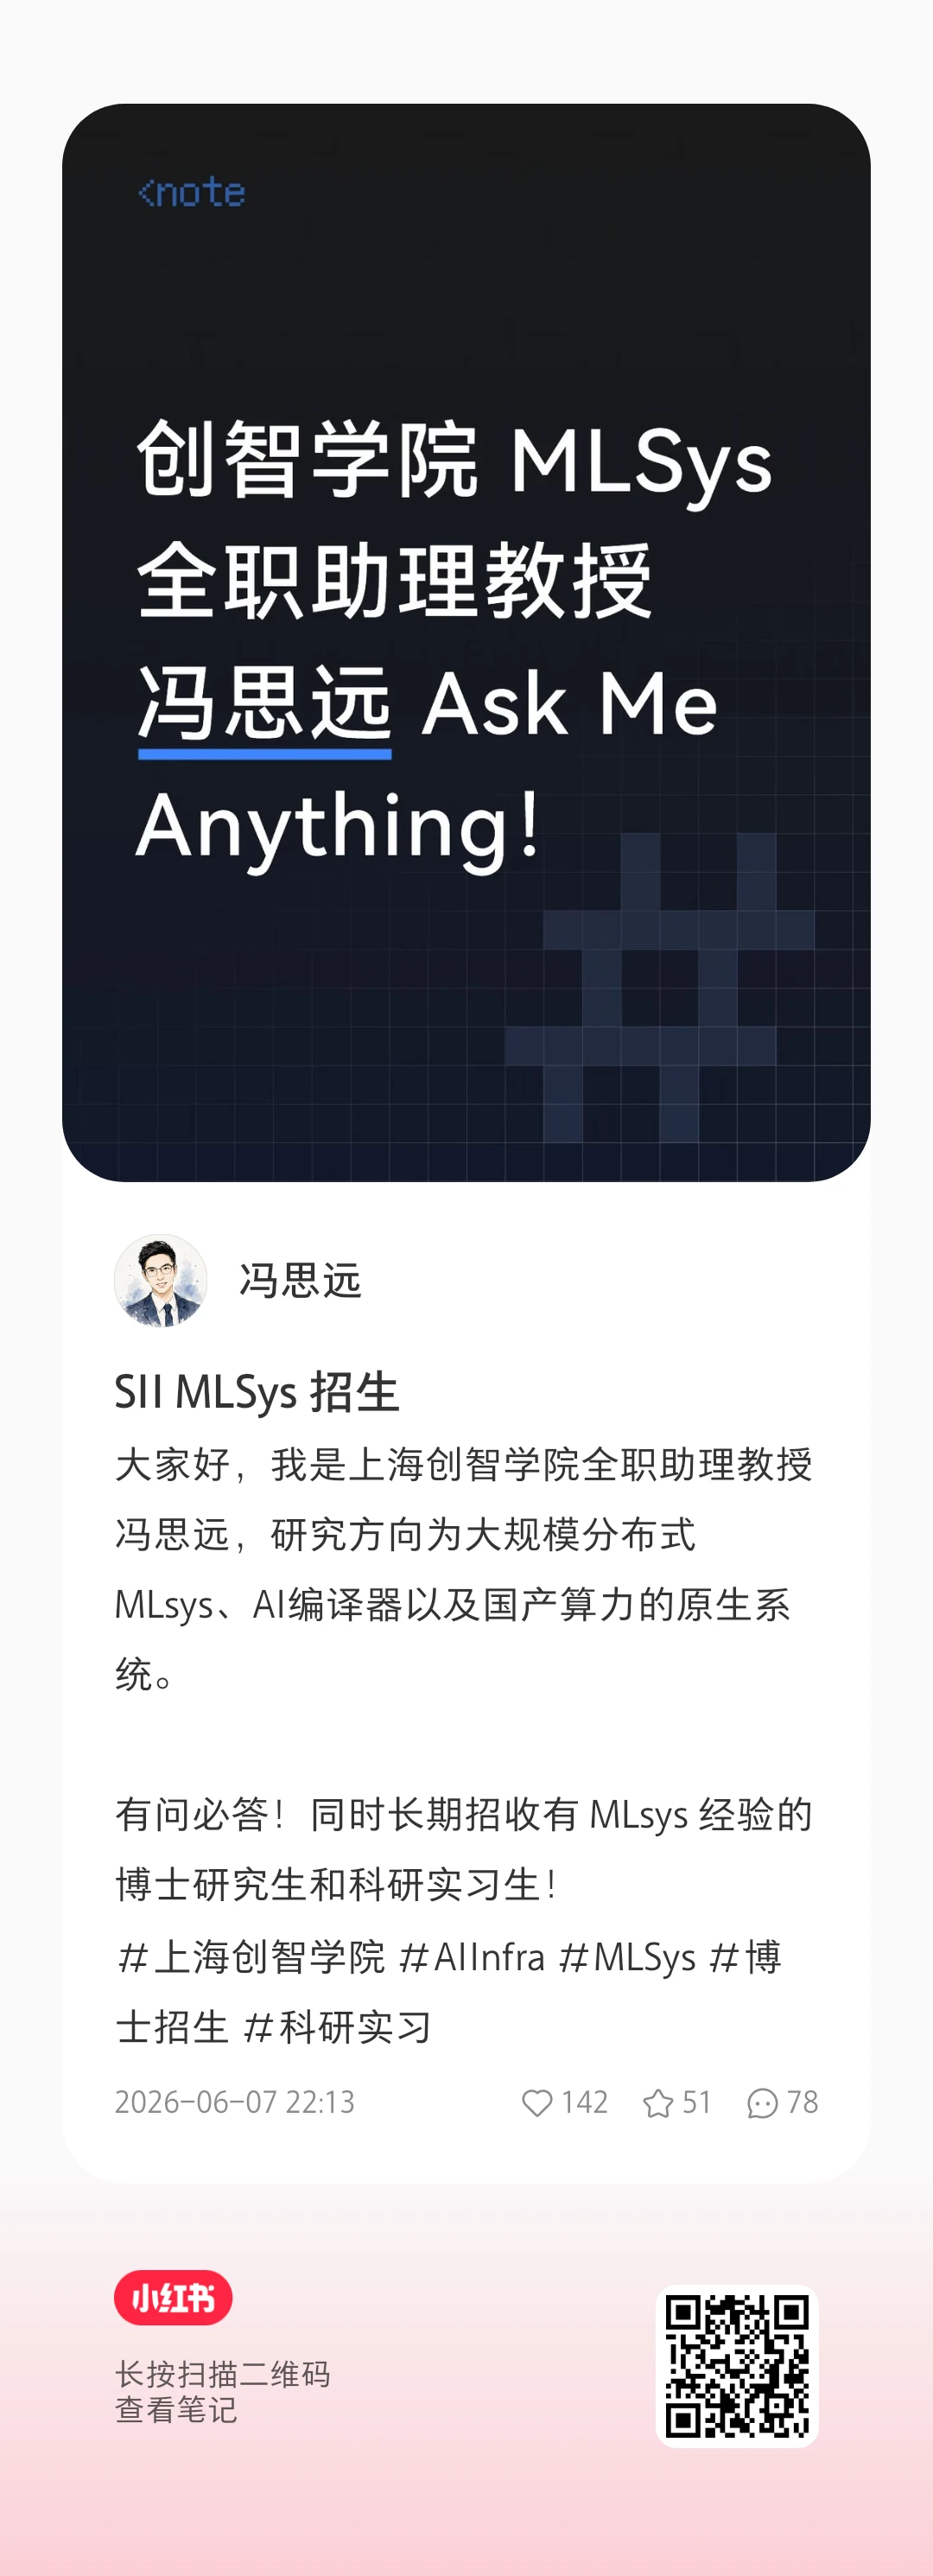 <note
创智学院 MLSys
全职助理教授
冯思远 Ask Me
Anything!
冯思远
SII MLSys 招生
大家好，我是上海创智学院全职助理教授
冯思远，研究方向为大规模分布式
MLsys、AI编译器以及国产算力的原生系
统。
有问必答！同时长期招收有 MLsys 经验的
博士研究生和科研实习生！
#上海创智学院 #AIInfra #MLSys #博
士招生 #科研实习
2026-06-07 22:13 142 51 78
小红书
长按扫描二维码
查看笔记